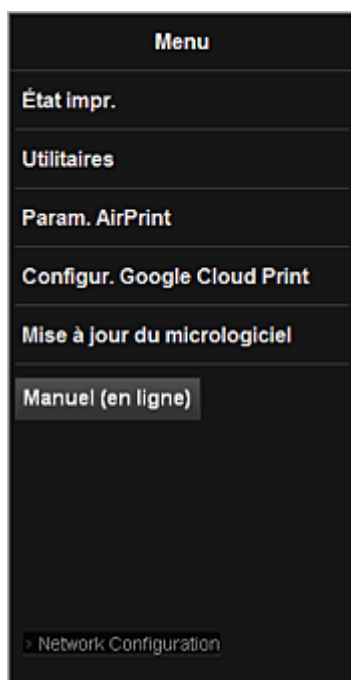 Menu
État impr.
Utilitaires
Param. AirPrint
Configur. Google Cloud Print
Mise à jour du micrologiciel
Manuel (en ligne)
> Network Configuration